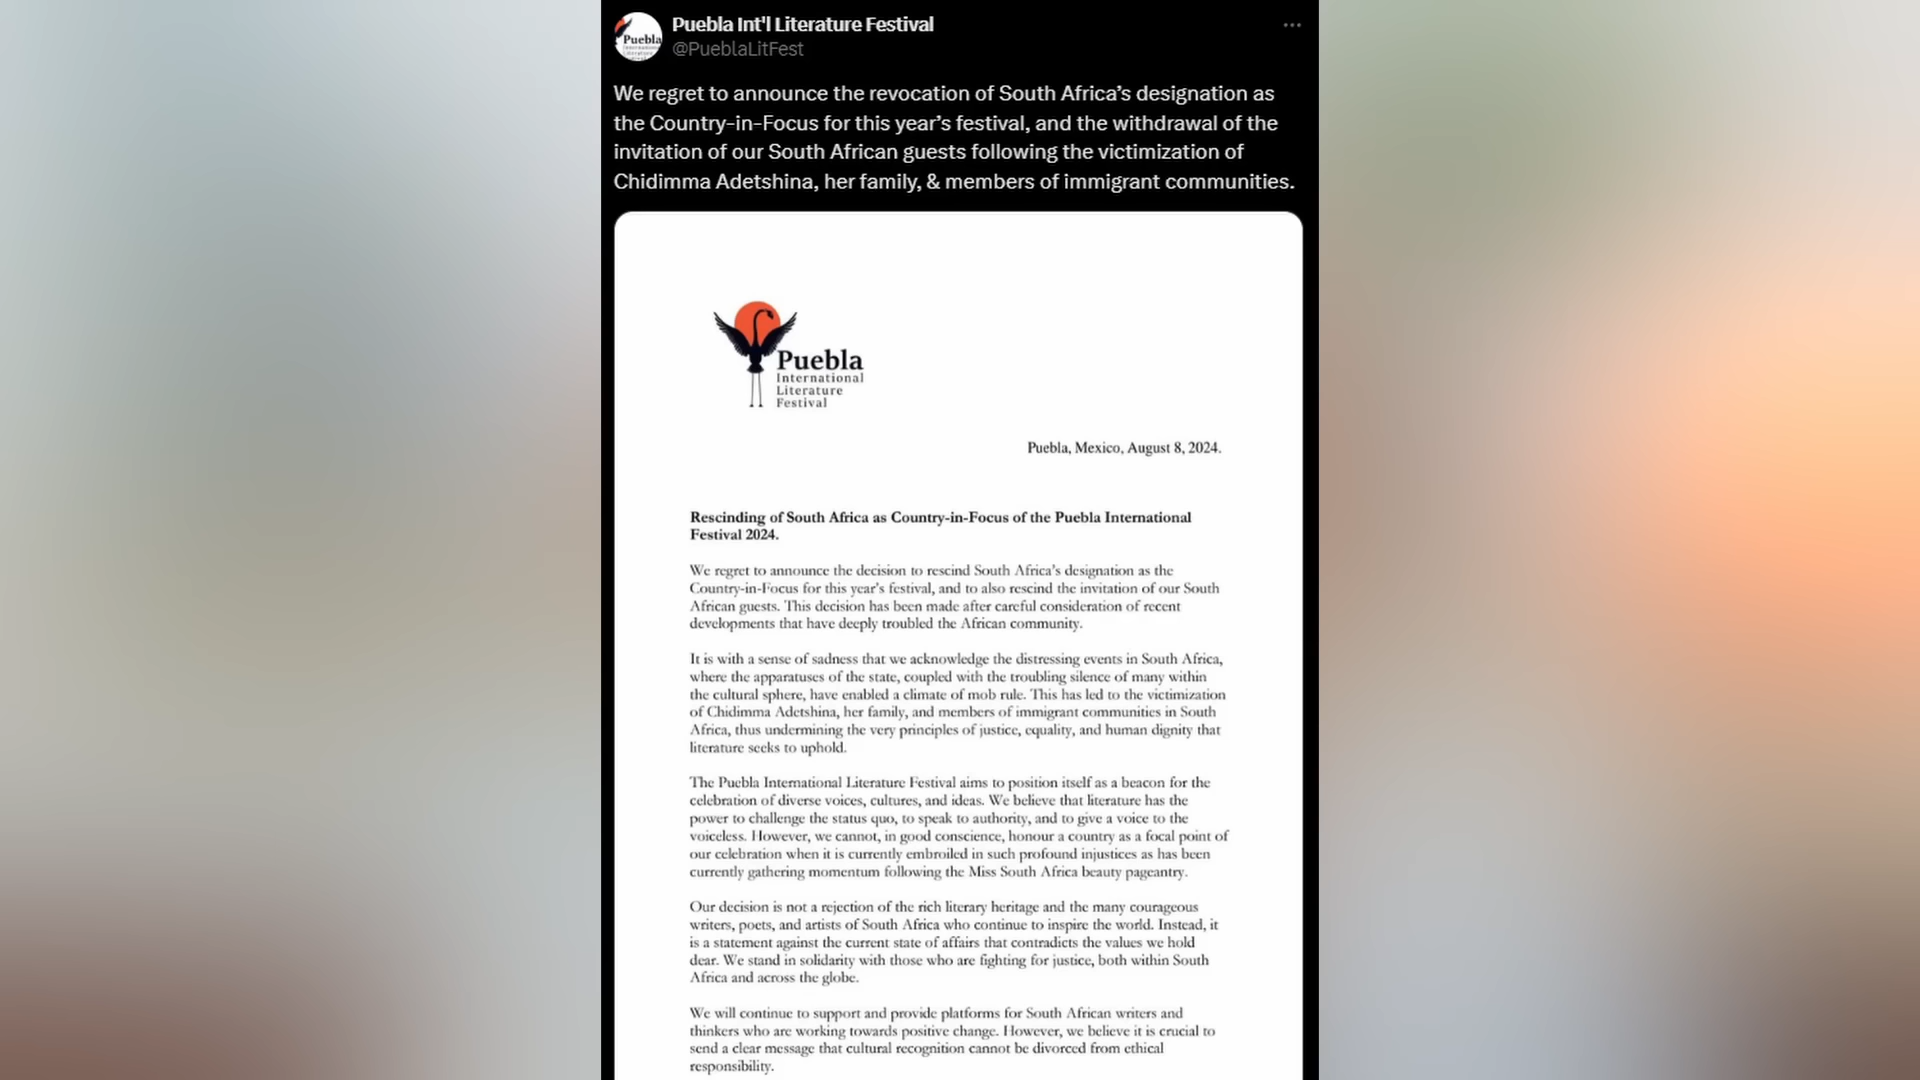 Puebla Int'l Literature Festival
@PueblaLitFest
We regret to announce the revocation of South Africa’s designation as
the Country-in-Focus for this year’s festival, and the withdrawal of the
invitation of our South African guests following the victimization of
Chidimma Adetshina, her family, & members of immigrant communities.
Puebla
International
Literature
Festival
Puebla, Mexico, August 8, 2024.
Rescinding of South Africa as Country-in-Focus of the Puebla International
Festival 2024.
We regret to announce the decision to rescind South Africa’s designation as the
Country-in-Focus for this year’s festival, and to also rescind the invitation of our South
African guests. This decision has been made after careful consideration of recent
developments that have deeply troubled the African community.
It is with a sense of sadness that we acknowledge the distressing events in South Africa,
where the apparatuses of the state, coupled with the troubling silence of many within
the cultural sphere, have enabled a climate of mob rule. This has led to the victimization
of Chidimma Adetshina, her family, and members of immigrant communities in South
Africa, thus undermining the very principles of justice, equality, and human dignity that
literature seeks to uphold.
The Puebla International Literature Festival aims to position itself as a beacon for the
celebration of diverse voices, cultures, and ideas. We believe that literature has the
power to challenge the status quo, to speak to authority, and to give a voice to the
voiceless. However, we cannot, in good conscience, honour a country as a focal point of
our celebration when it is currently embroiled in such profound injustices as has been
currently gathering momentum following the Miss South Africa beauty pageantry.
Our decision is not a rejection of the rich literary heritage and the many courageous
writers, poets, and artists of South Africa who continue to inspire the world. Instead, it
is a statement against the current state of affairs that contradicts the values we hold
dear. We stand in solidarity with those who are fighting for justice, both within South
Africa and across the globe.
We will continue to support and provide platforms for South African writers and
thinkers who are working towards positive change. However, we believe it is crucial to
send a clear message that cultural recognition cannot be divorced from ethical
responsibility.